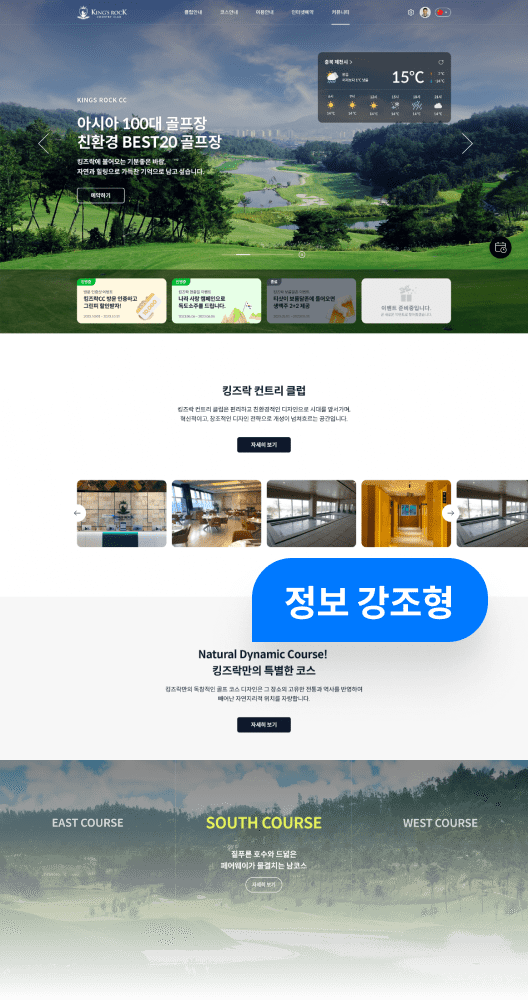 KING'S ROCK
COUNTRY CLUB
클럽안내 코스안내 이용안내 인터넷예약 커뮤니티
충북 제천시
15°C
KINGS ROCK CC
아시아 100대 골프장
친환경 BEST20 골프장
킹즈락에 불어오는 기분좋은 바람,
자연과 힐링으로 가득찬 기억으로 남고 싶습니다.
예약하기
킹즈락CC 방문 인증하고
그린피 할인받자!
나라 사랑 캠페인으로
독도소주를 드립니다.
타샷이 보름달존에 들어오면
생맥주 2+2 제공
이벤트 준비중입니다.
킹즈락 컨트리 클럽
킹즈락 컨트리 클럽은 편리하고 친환경적인 디자인으로 시대를 앞서가며,
혁신적이고, 창조적인 디자인 전략으로 개성이 넘쳐흐르는 공간입니다.
자세히 보기
정보 강조형
Natural Dynamic Course!
킹즈락만의 특별한 코스
킹즈락만의 독창적인 골프 코스 디자인은 그 장소의 고유한 전통과 역사를 반영하여
빼어난 자연지리적 위치를 자랑합니다.
자세히 보기
EAST COURSE SOUTH COURSE WEST COURSE
짙푸른 호수와 드넓은
페어웨이가 물결치는 남코스
자세히 보기